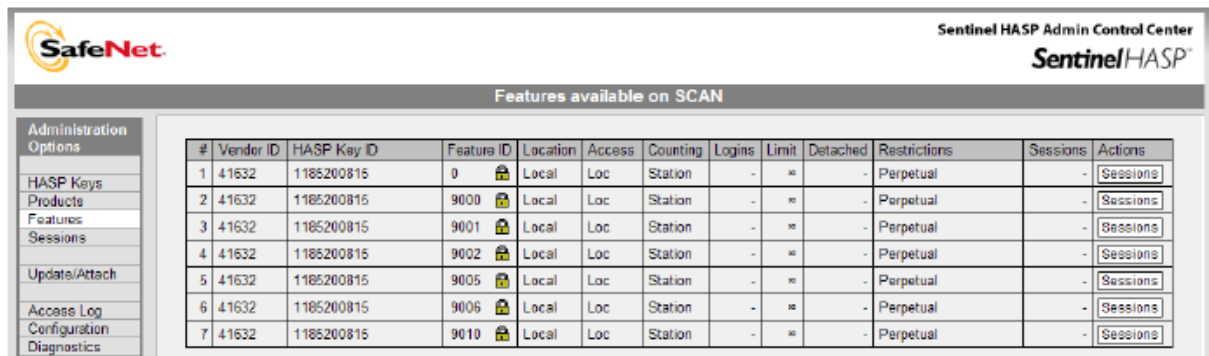 SafeNet.
Sentinel HASP Admin Control Center
SentinelHASP™
Features available on SCAN
Administration
Options
HASP Keys
Products
Features
Sessions
Update/Attach
Access Log
Configuration
Diagnostics
# Vendor ID HASP Key ID Feature ID Location Access Counting Logins Limit Detached Restrictions Sessions Actions
1 41632 1185200815 0 Local Loc Station - ∞ - Perpetual - Sessions
2 41632 1185200815 9000 Local Loc Station - ∞ - Perpetual - Sessions
3 41632 1185200815 9001 Local Loc Station - ∞ - Perpetual - Sessions
4 41632 1185200815 9002 Local Loc Station - ∞ - Perpetual - Sessions
5 41632 1185200815 9005 Local Loc Station - ∞ - Perpetual - Sessions
6 41632 1185200815 9006 Local Loc Station - ∞ - Perpetual - Sessions
7 41632 1185200815 9010 Local Loc Station - ∞ - Perpetual - Sessions